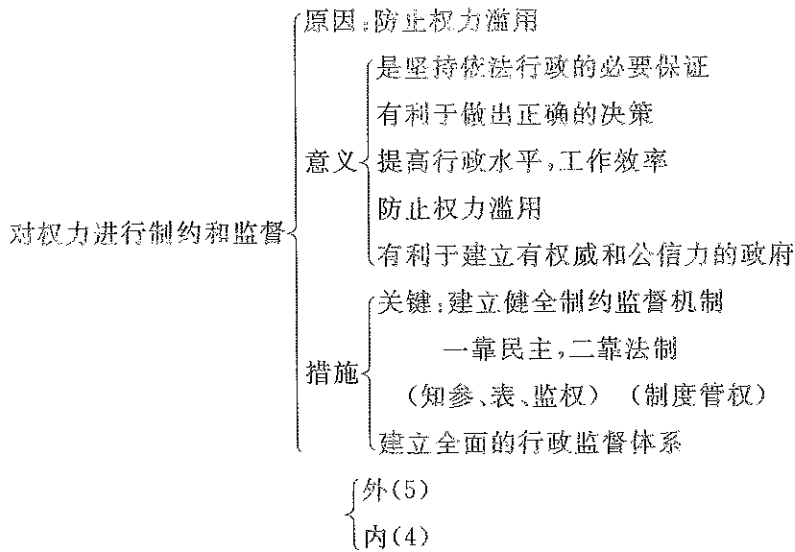 原因:防止权力滥用
是坚持依法行政的必要保证
有利于做出正确的决策
意义 提高行政水平,工作效率
防止权力滥用
对权力进行制约和监督
有利于建立有权威和公信力的政府
关键:建立健全制约监督机制
一靠民主,二靠法制
措施
(知参、表、监权) (制度管权)
建立全面的行政监督体系
外(5)
内(4)